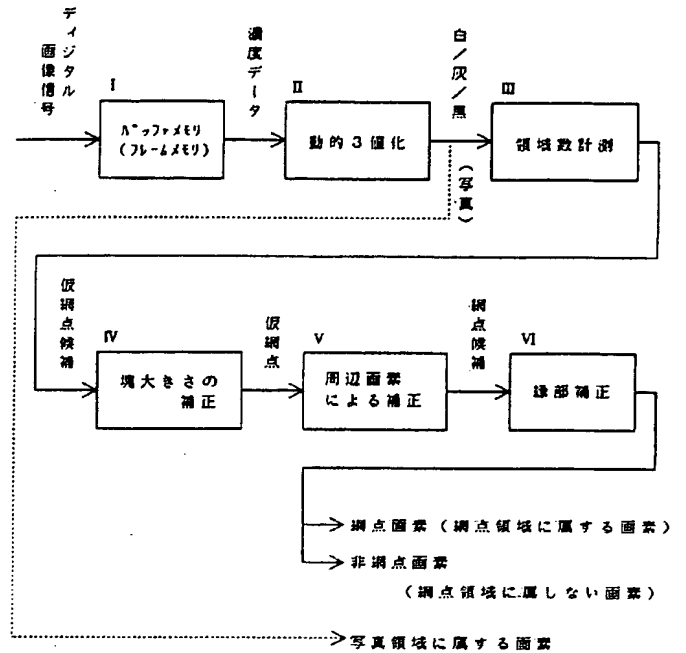 ディジタル
画像信号
I
バッファメモリ
(フレームメモリ)
濃度データ
II
動的3値化
白/灰/黒
(写真)
III
領域数計測
仮網点候補
IV
塊大きさの
補正
仮網点
V
周辺画素
による補正
網点候補
VI
縁部補正
網点画素(網点領域に属する画素)
非網点画素
(網点領域に属しない画素)
写真領域に属する画素